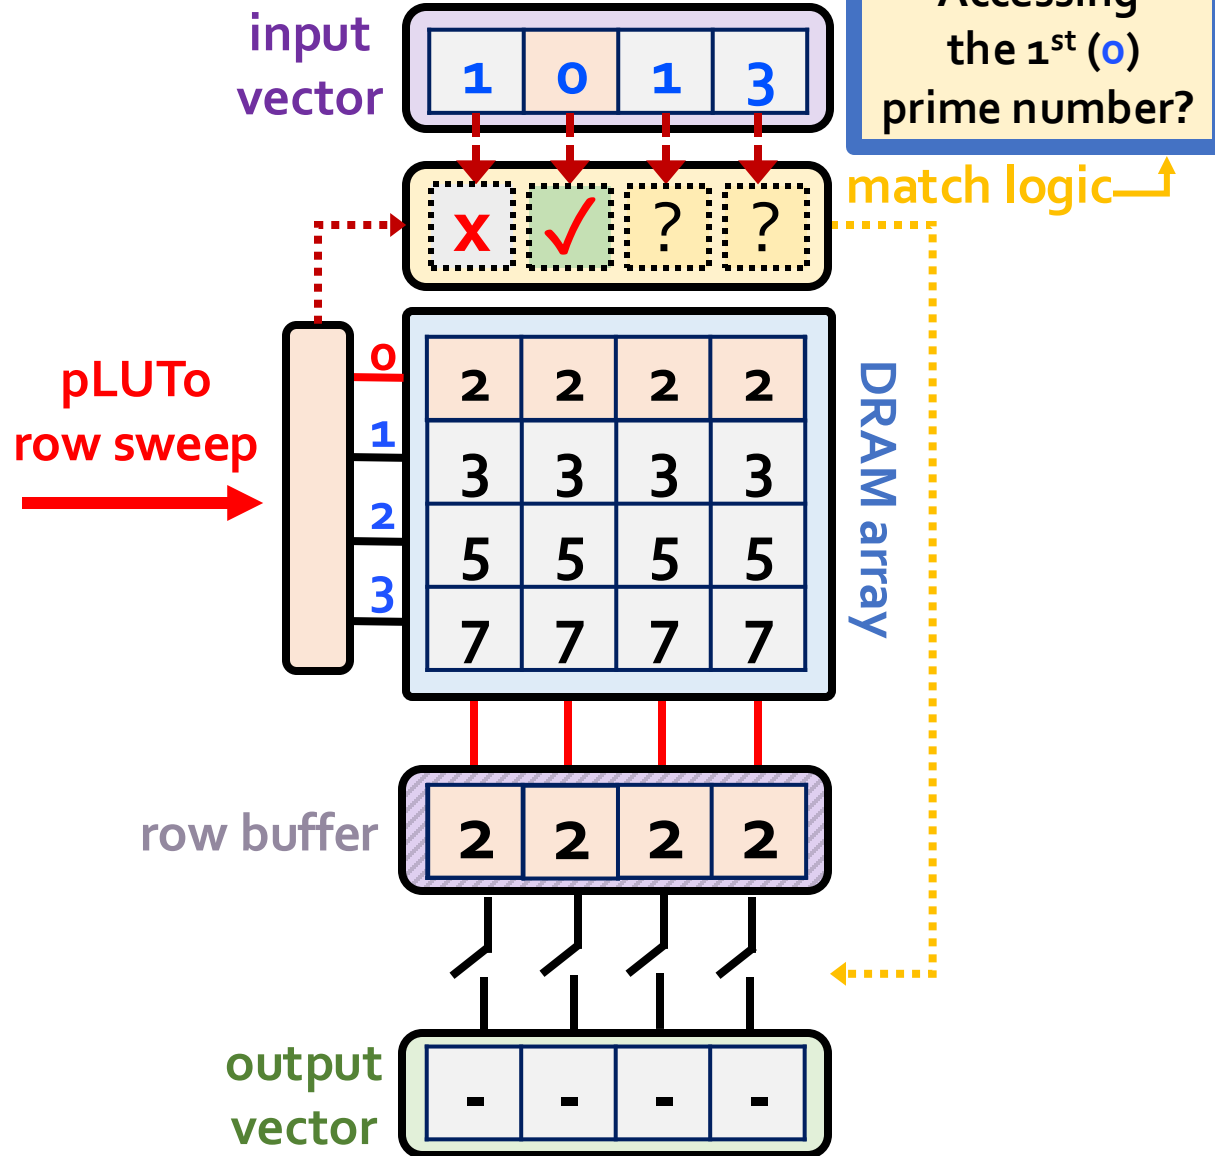 Accessing
the 1st (0)
prime number?
input
vector
1 0 1 3
match logic
x ✓ ? ?
pLUTo
row sweep
0
1
2
3
2 2 2 2
3 3 3 3
5 5 5 5
7 7 7 7
DRAM array
row buffer
2 2 2 2
output
vector
- - - -